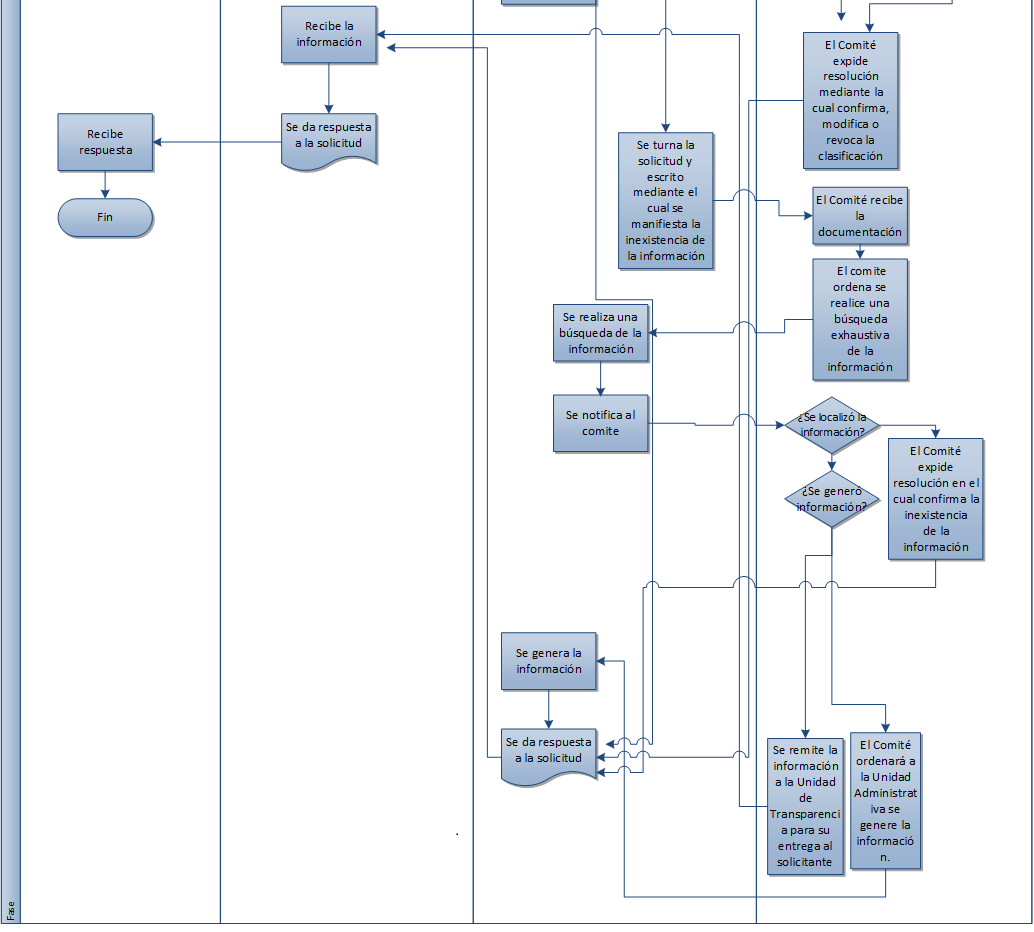 Recibe la
información
Se da respuesta
a la solicitud
Recibe
respuesta
Fin
El Comité
expide
resolución
mediante la
cual confirma,
modifica o
revoca la
clasificación
Se turna la
solicitud y
escrito
mediante el
cual se
manifiesta la
inexistencia de
la información
El Comité recibe
la
documentación
El comite
ordena se
realice una
búsqueda
exhaustiva
de la
información
Se realiza una
búsqueda de la
información
Se notifica al
comite
¿Se localizó la
información?
¿Se generó
información?
El Comité
expide
resolución en el
cual confirma la
inexistencia
de la
información
Se genera la
información
Se da respuesta
a la solicitud
Se remite la
información
a la Unidad
de
Transparenci
a para su
entrega al
solicitante
El Comité
ordenará a
la Unidad
Administrat
iva se
genere la
informació
n.
.
Fase